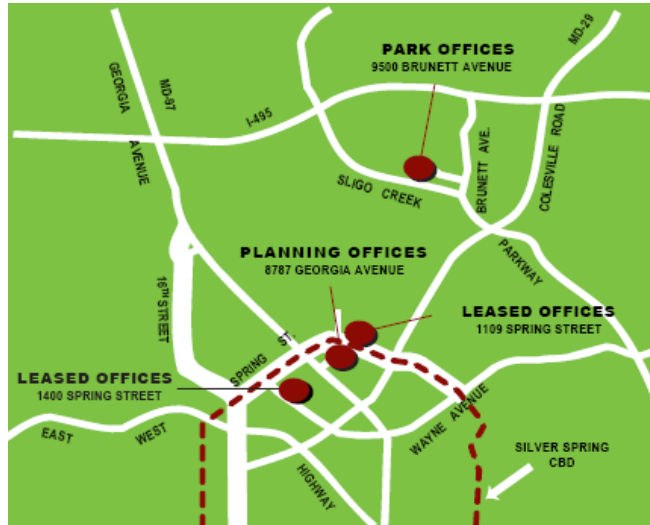 PARK OFFICES
9500 BRUNETT AVENUE
MD-29
GEORGIA
AVENUE
MD-97
I-495
COLESVILLE ROAD
BRUNETT AVE.
SLIGO CREEK
PARKWAY
PLANNING OFFICES
8787 GEORGIA AVENUE
16TH STREET
LEASED OFFICES
1109 SPRING STREET
SPRING ST.
LEASED OFFICES
1400 SPRING STREET
EAST WEST
HIGHWAY
WAYNE AVENUE
SILVER SPRING
CBD